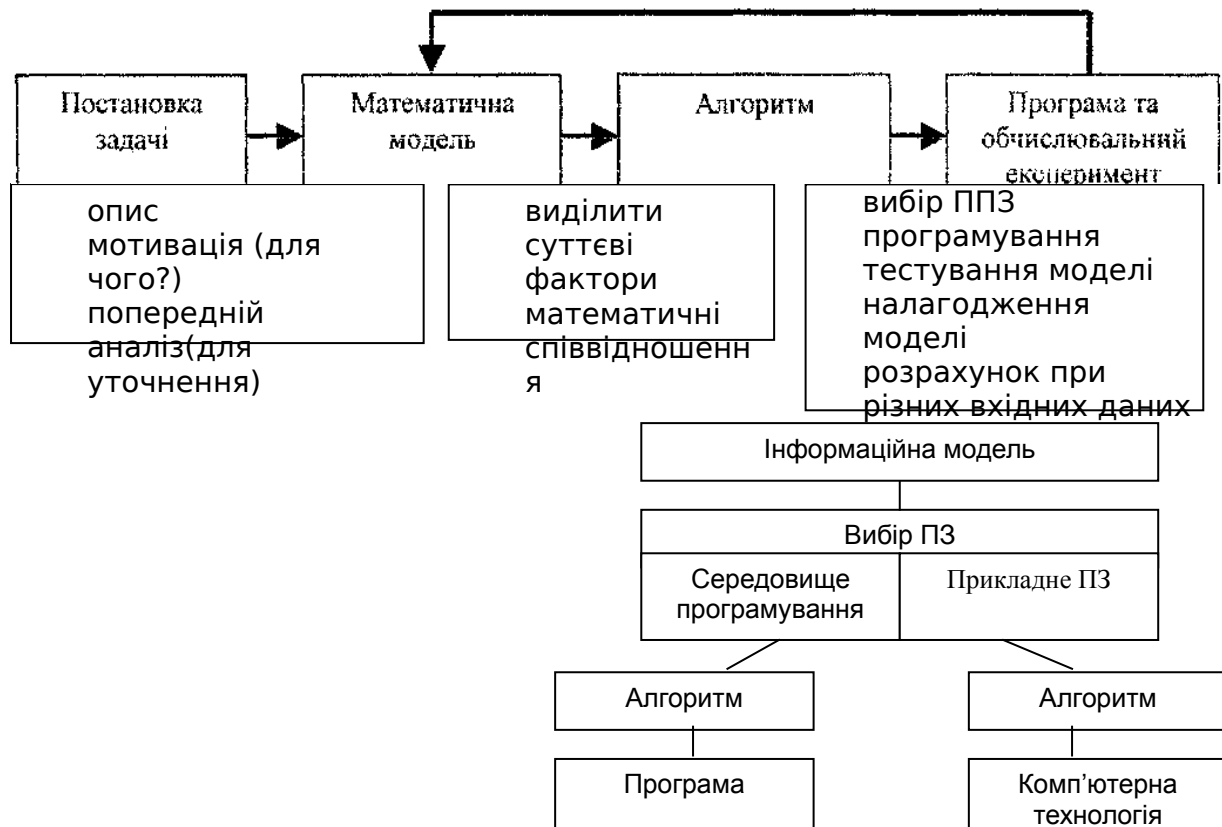 Постановка
задачі
Математична
модель
Алгоритм
Програма та
обчислювальний
експеримент
опис
мотивація (для
чого?)
попередній
аналіз(для
уточнення)
виділити
суттєві
фактори
математичні
співвідношенн
я
вибір ППЗ
програмування
тестування моделі
налагодження
моделі
розрахунок при
різних вхідних даних
Інформаційна модель
Вибір ПЗ
Середовище
програмування
Прикладне ПЗ
Алгоритм
Алгоритм
Програма
Комп’ютерна
технологія